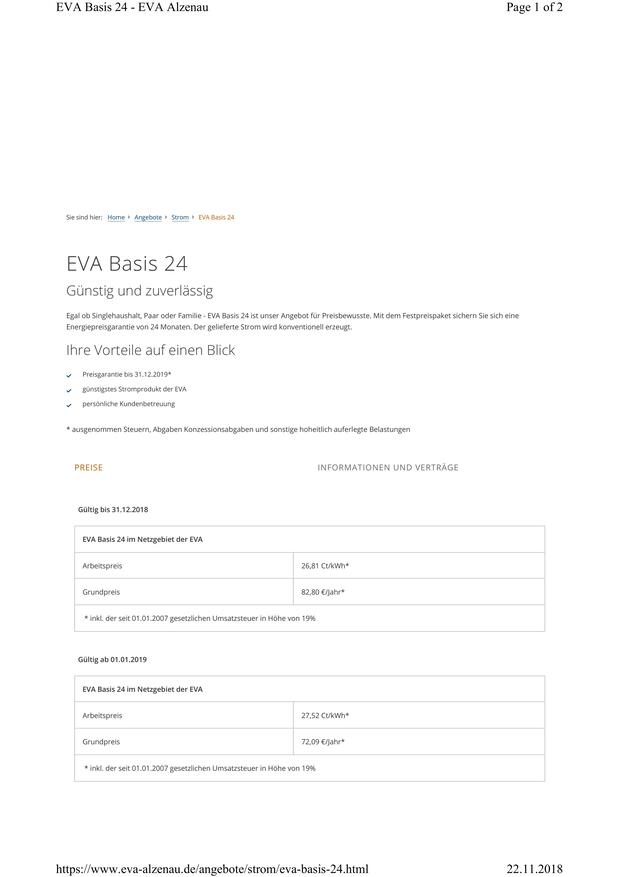 EVA Basis 24 - EVA Alzenau Page 1 of 2
Sie sind hier: Home › Angebote › Strom › EVA Basis 24
EVA Basis 24
Günstig und zuverlässig
Egal ob Singlehaushalt, Paar oder Familie - EVA Basis 24 ist unser Angebot für Preisbewusste. Mit dem Festpreispaket sichern Sie sich eine
Energiepreisgarantie von 24 Monaten. Der gelieferte Strom wird konventionell erzeugt.
Ihre Vorteile auf einen Blick
Preisgarantie bis 31.12.2019*
günstigstes Stromprodukt der EVA
persönliche Kundenbetreuung
* ausgenommen Steuern, Abgaben Konzessionsabgaben und sonstige hoheitlich auferlegte Belastungen
PREISE INFORMATIONEN UND VERTRÄGE
Gültig bis 31.12.2018
EVA Basis 24 im Netzgebiet der EVA
Arbeitspreis 26,81 Ct/kWh*
Grundpreis 82,80 €/Jahr*
* inkl. der seit 01.01.2007 gesetzlichen Umsatzsteuer in Höhe von 19%
Gültig ab 01.01.2019
EVA Basis 24 im Netzgebiet der EVA
Arbeitspreis 27,52 Ct/kWh*
Grundpreis 72,09 €/Jahr*
* inkl. der seit 01.01.2007 gesetzlichen Umsatzsteuer in Höhe von 19%
https://www.eva-alzenau.de/angebote/strom/eva-basis-24.html 22.11.2018